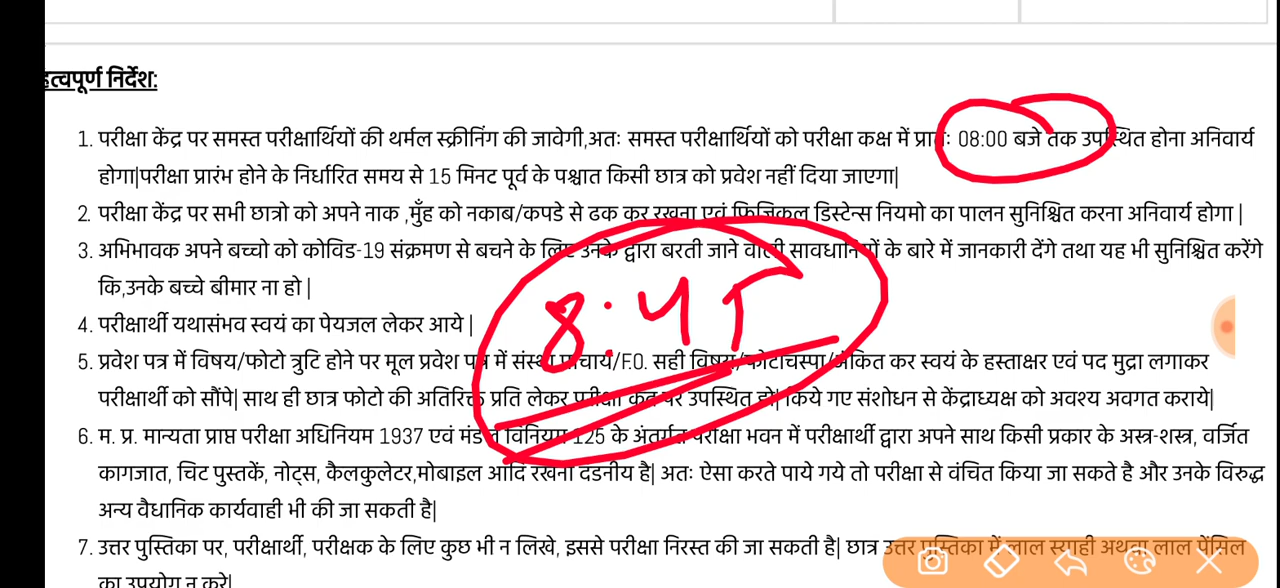 हत्वपूर्ण निर्देश:
1. परीक्षा केंद्र पर समस्त परीक्षार्थियों की थर्मल स्क्रीनिंग की जावेगी,अतः समस्त परीक्षार्थियों को परीक्षा कक्ष में प्रातः 08:00 बजे तक उपस्थित होना अनिवार्य
होगा|परीक्षा प्रारंभ होने के निर्धारित समय से 15 मिनट पूर्व के पश्चात किसी छात्र को प्रवेश नहीं दिया जाएगा|
2. परीक्षा केंद्र पर सभी छात्रो को अपने नाक ,मुँह को नकाब/कपडे से ढक कर रखना एवं फिजिकल डिस्टेन्स नियमो का पालन सुनिश्चित करना अनिवार्य होगा |
3. अभिभावक अपने बच्चो को कोविड-19 संक्रमण से बचने के लिए उनके द्वारा बरती जाने वाली सावधानियों के बारे में जानकारी देंगे तथा यह भी सुनिश्चित करेंगे
कि,उनके बच्चे बीमार ना हो |
8:45
4. परीक्षार्थी यथासंभव स्वयं का पेयजल लेकर आये |
5. प्रवेश पत्र में विषय/फोटो त्रुटि होने पर मूल प्रवेश पत्र में संस्था प्राचार्य/F.O. सही विषय/फोटोचस्पा/अंकित कर स्वयं के हस्ताक्षर एवं पद मुद्रा लगाकर
परीक्षार्थी को सौंपे| साथ ही छात्र फोटो की अतिरिक्त प्रति लेकर परीक्षा केंद्र पर उपस्थित हो| किये गए संशोधन से केंद्राध्यक्ष को अवश्य अवगत कराये|
6. म. प्र. मान्यता प्राप्त परीक्षा अधिनियम 1937 एवं मंडल विनियम 125 के अंतर्गत परीक्षा भवन में परीक्षार्थी द्वारा अपने साथ किसी प्रकार के अस्त्र-शस्त्र, वर्जित
कागजात, चिट पुस्तकें, नोट्स, कैलकुलेटर,मोबाइल आदि रखना दंडनीय है| अतः ऐसा करते पाये गये तो परीक्षा से वंचित किया जा सकते है और उनके विरुद्ध
अन्य वैधानिक कार्यवाही भी की जा सकती है|
7. उत्तर पुस्तिका पर, परीक्षार्थी, परीक्षक के लिए कुछ भी न लिखे, इससे परीक्षा निरस्त की जा सकती है| छात्र उत्तर पुस्तिका में लाल स्याही अथवा लाल पेंसिल
का उपयोग न करे|